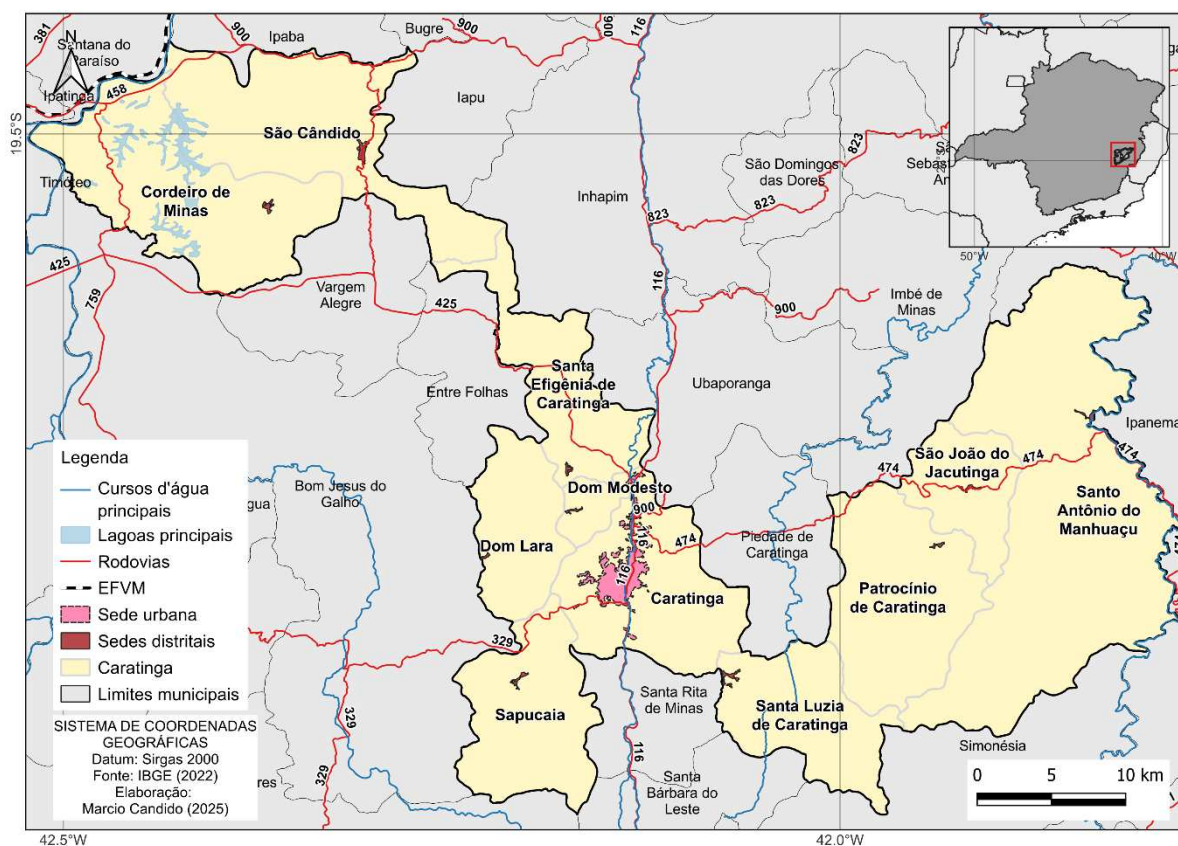 381
900
Ipaba
Bugre
900
116
N
Santana do
Paraíso
Ipatinga
458
Iapu
19.5°S
São Cândido
823
São Domingos
das Dores
Timóteo
Cordeiro de
Minas
Inhapim
823
823
50°W
40°W
425
759
Vargem
Alegre
425
116
900
Imbé de
Minas
Santa
Efigênia de
Caratinga
Entre Folhas
Ubaporanga
Ipanema
São João do
Jacutinga
474
474
474
Legenda
Cursos d'água
principais
Lagoas principais
Rodovias
EFVM
Sede urbana
Sedes distritais
Caratinga
Limites municipais
Bom Jesus do
Galho
Dom Modesto
900
116
474
Dom Lara
116
Piedade de
Caratinga
Santo
Antônio do
Manhuaçu
Patrocínio
de Caratinga
Caratinga
329
Sapucaia
Santa Rita
de Minas
Santa Luzia
de Caratinga
Simonésia
SISTEMA DE COORDENADAS
GEOGRÁFICAS
Datum: Sirgas 2000
Fonte: IBGE (2022)
Elaboração:
Marcio Candido (2025)
329
329
116
Santa
Bárbara do
Leste
0 5 10 km
42.5°W
42.0°W